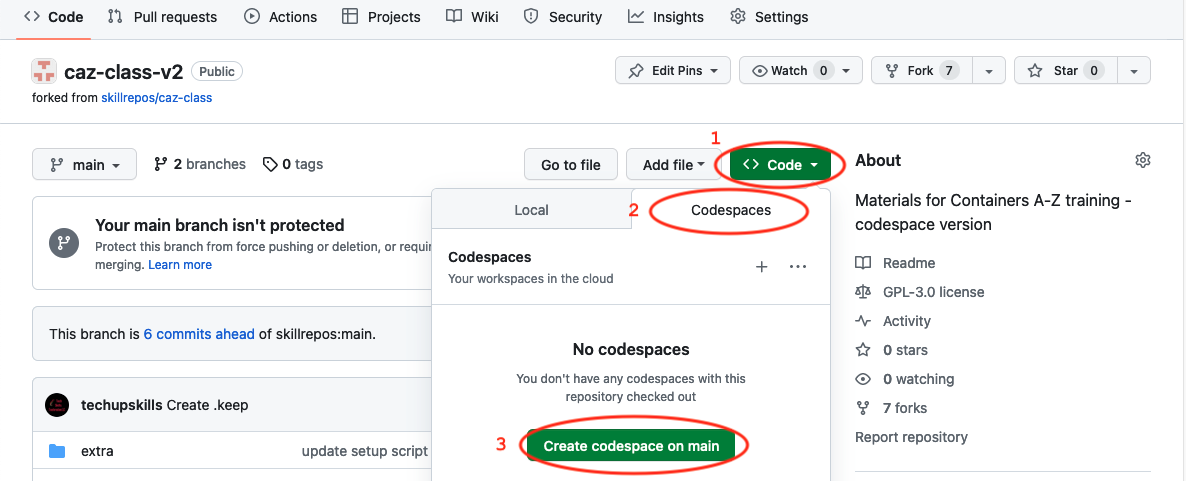 Code Pull requests Actions Projects Wiki Security Insights Settings
caz-class-v2 Public
Edit Pins Watch 0 Fork 7 Star 0
forked from skillrepos/caz-class
1
main 2 branches 0 tags Go to file Add file Code
2
Local Codespaces
Your main branch isn't protected
Protect this branch from force pushing or deletion, or requi
merging. Learn more
Codespaces
Your workspaces in the cloud
This branch is 6 commits ahead of skillrepos:main.
No codespaces
You don't have any codespaces with this
repository checked out
3
Create codespace on main
techupskills Create .keep
extra update setup script
About
Materials for Containers A-Z training -
codespace version
Readme
GPL-3.0 license
Activity
0 stars
0 watching
7 forks
Report repository